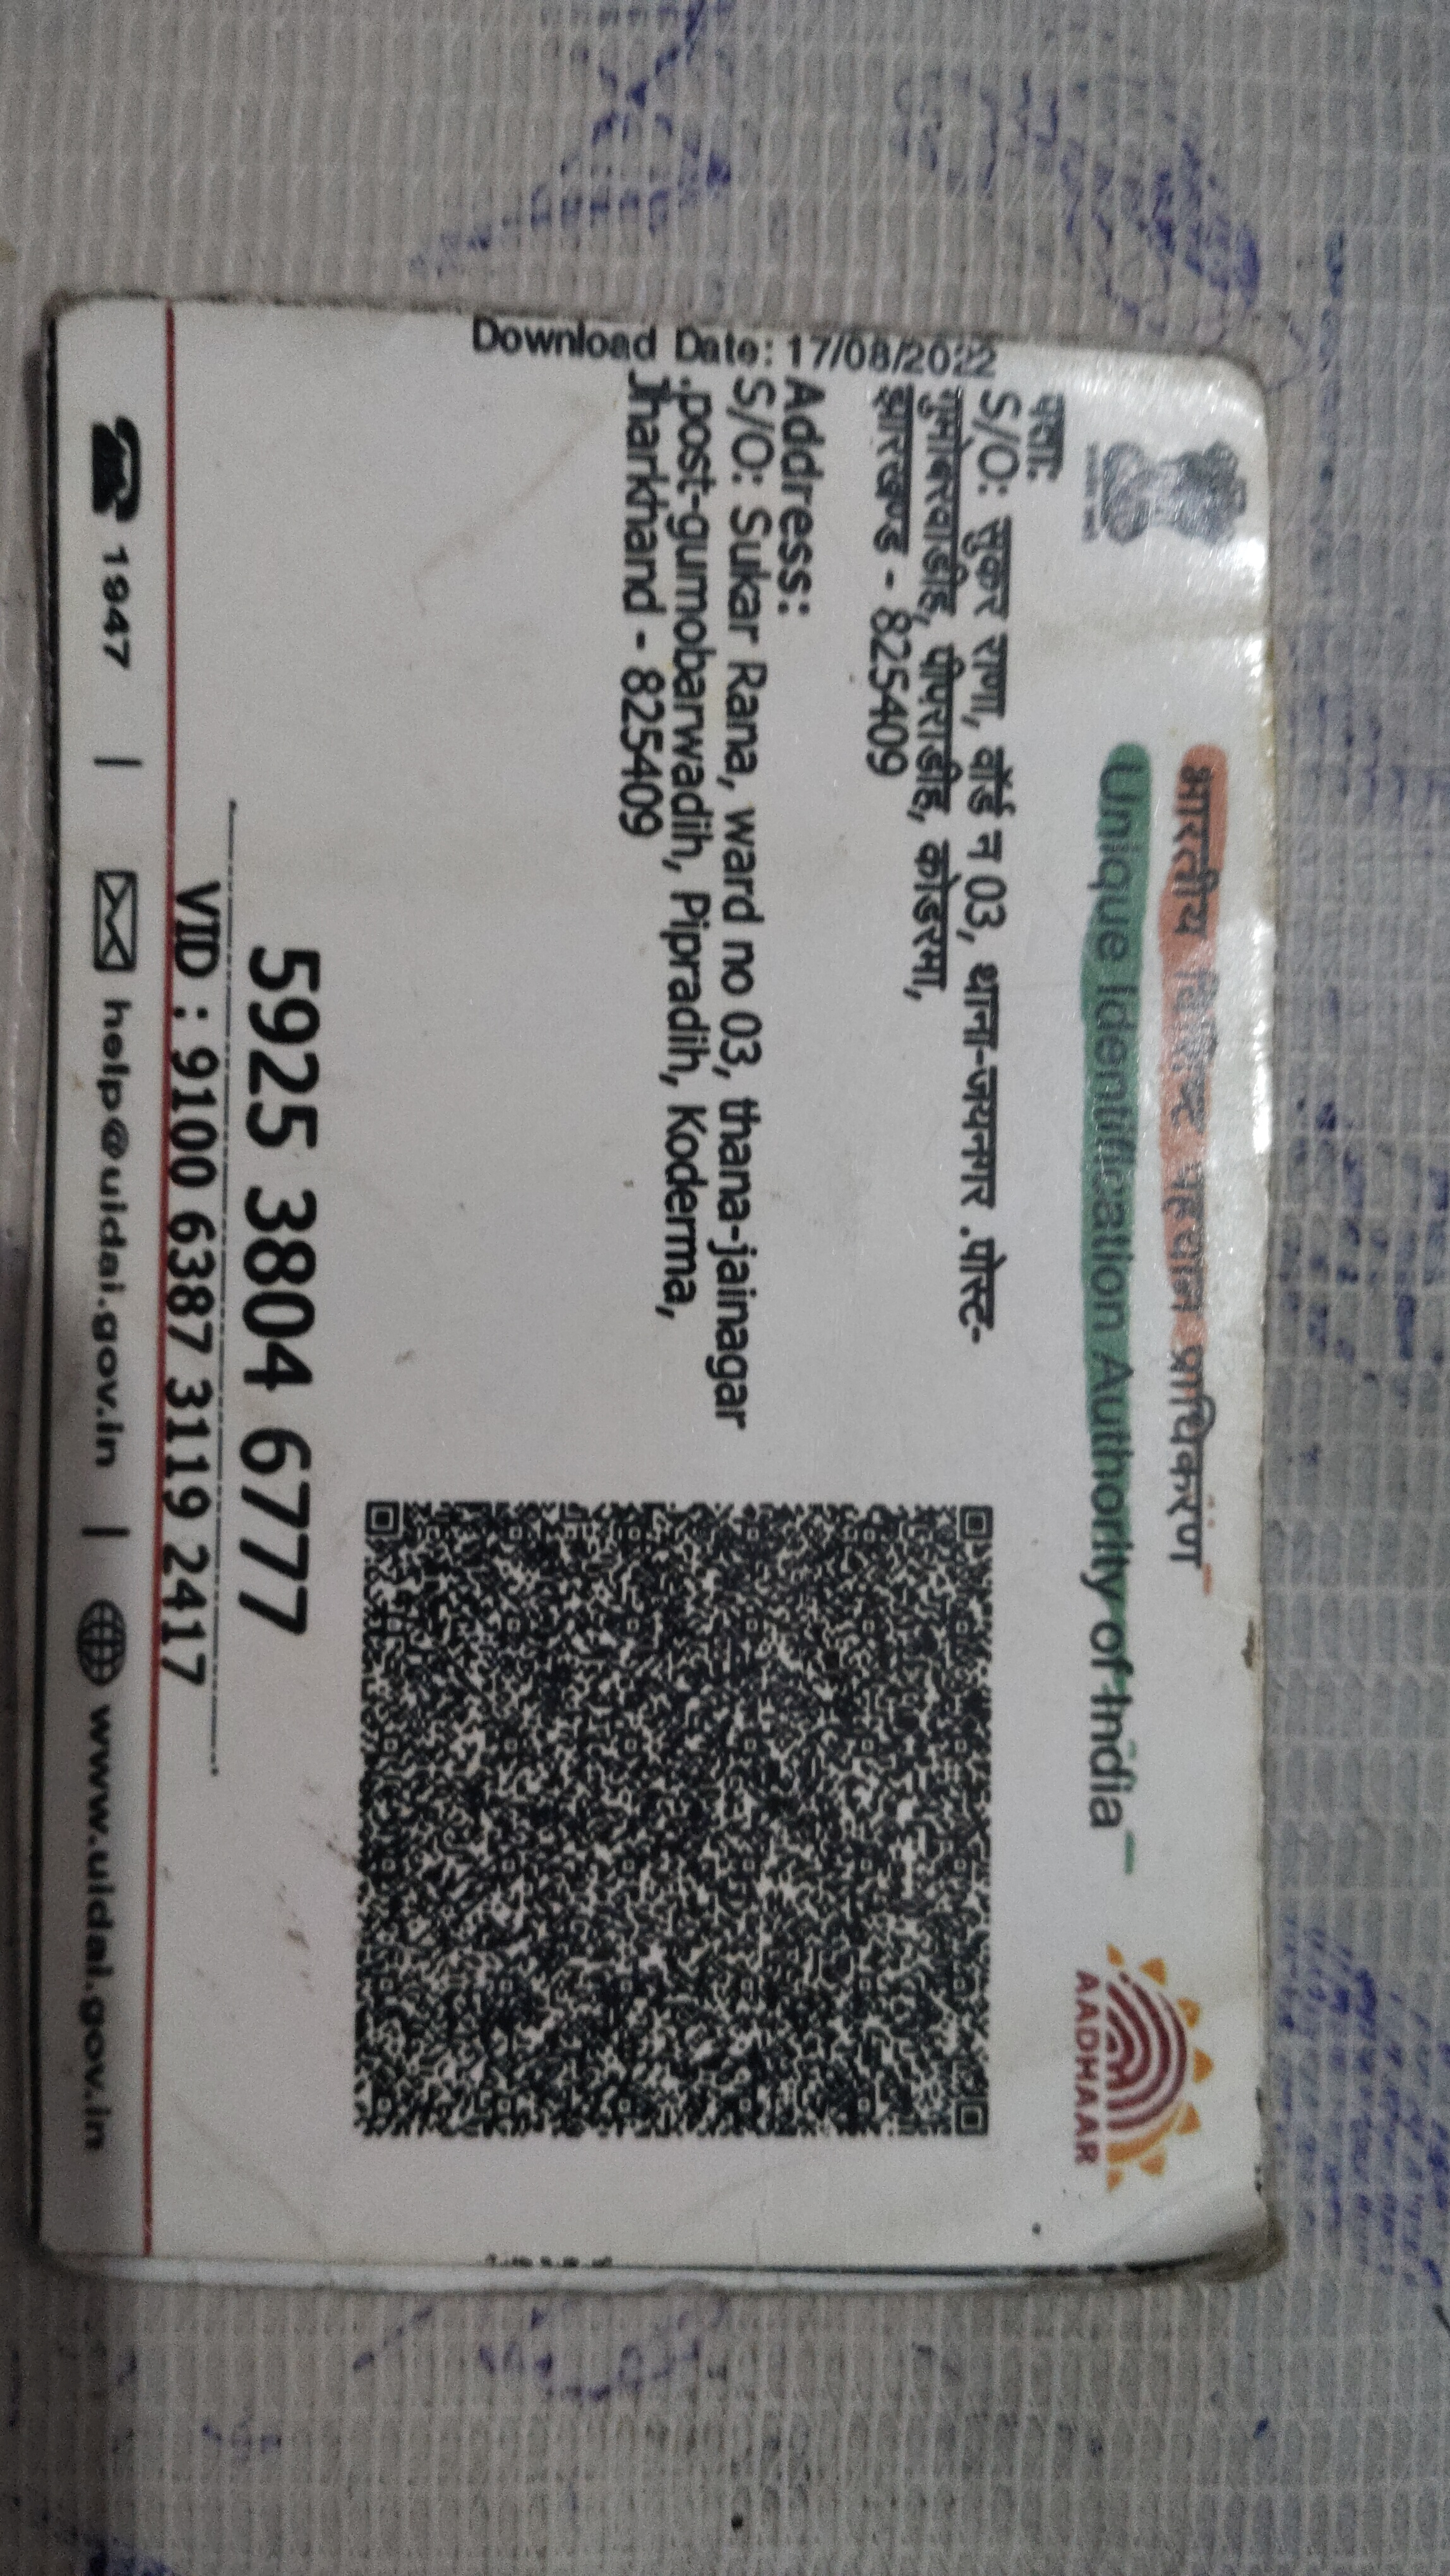 भारतीय विशिष्ट पहचान प्राधिकरण
Unique Identification Authority of India
AADHAAR
Download Date: 17/08/2022
पता:
S/O: सुकर राणा, वॉर्ड न 03, थाना-जयनगर .पोस्ट-
गुमोबरवाडीह, पीपराडीह, कोडरमा,
झारखण्ड - 825409
Address:
S/O: Sukar Rana, ward no 03, thana-jainagar
.post-gumobarwadih, Pipradih, Koderma,
Jharkhand - 825409
5925 3804 6777
VID : 9100 6387 3119 2417
1947 | help@uidai.gov.in | www.uidai.gov.in